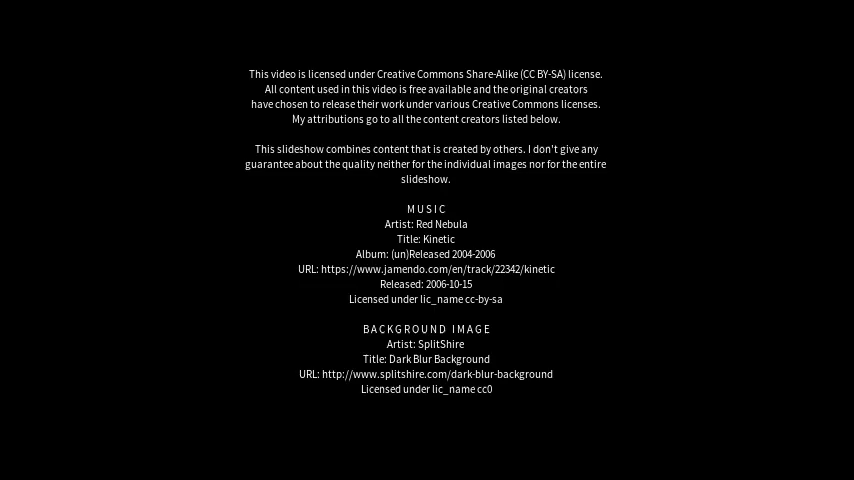 This video is licensed under Creative Commons Share-Alike (CC BY-SA) license.
All content used in this video is free available and the original creators
have chosen to release their work under various Creative Commons licenses.
My attributions go to all the content creators listed below.
This slideshow combines content that is created by others. I don't give any
guarantee about the quality neither for the individual images nor for the entire
slideshow.
MUSIC
Artist: Red Nebula
Title: Kinetic
Album: (un)Released 2004-2006
URL: https://www.jamendo.com/en/track/22342/kinetic
Released: 2006-10-15
Licensed under lic_name cc-by-sa
BACKGROUND IMAGE
Artist: SplitShire
Title: Dark Blur Background
URL: http://www.splitshire.com/dark-blur-background
Licensed under lic_name cc0